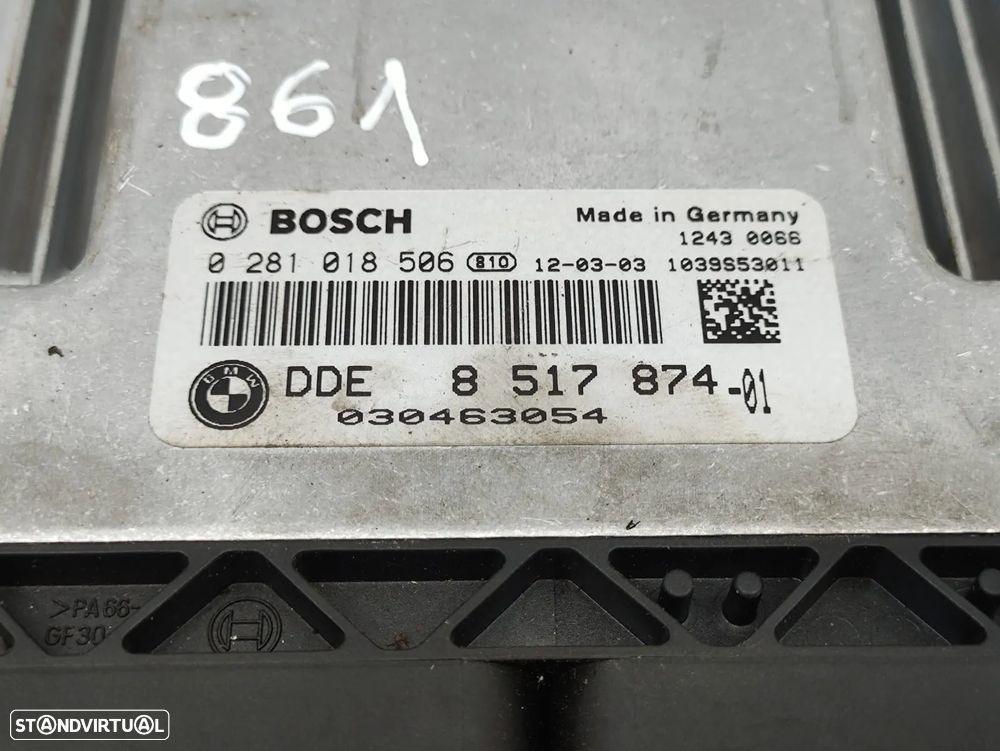 861
BOSCH
Made in Germany
1243 0066
0 281 018 506 810 12-03-03 1039S53011
BMW
DDE 8 517 874-01
030463054
>PA66-
GF30
STANDVIRTUAL